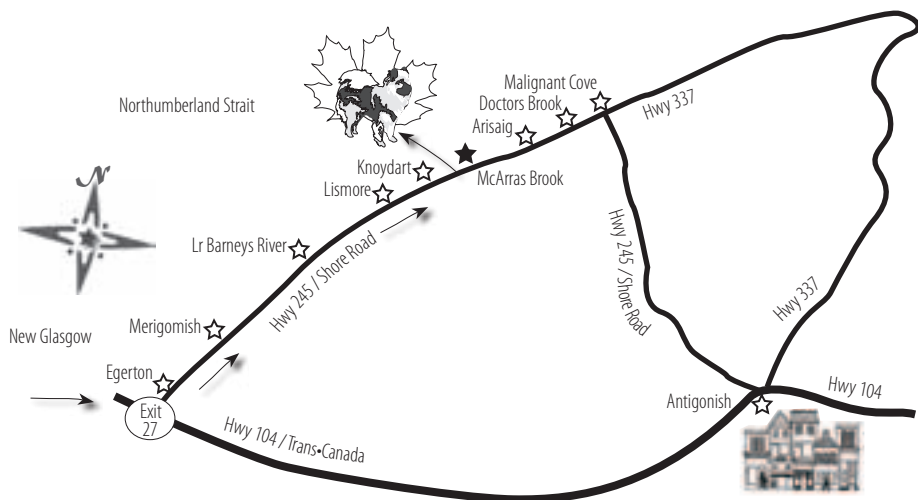 Malignant Cove
Doctors Brook
Arisaig
Hwy 337
Northumberland Strait
Knoydart
McArras Brook
Lismore
N
Lr Barneys River
Hwy 245 / Shore Road
Hwy 245 / Shore Road
Hwy 337
Merigomish
New Glasgow
Egerton
Exit
27
Hwy 104 / Trans•Canada
Antigonish
Hwy 104